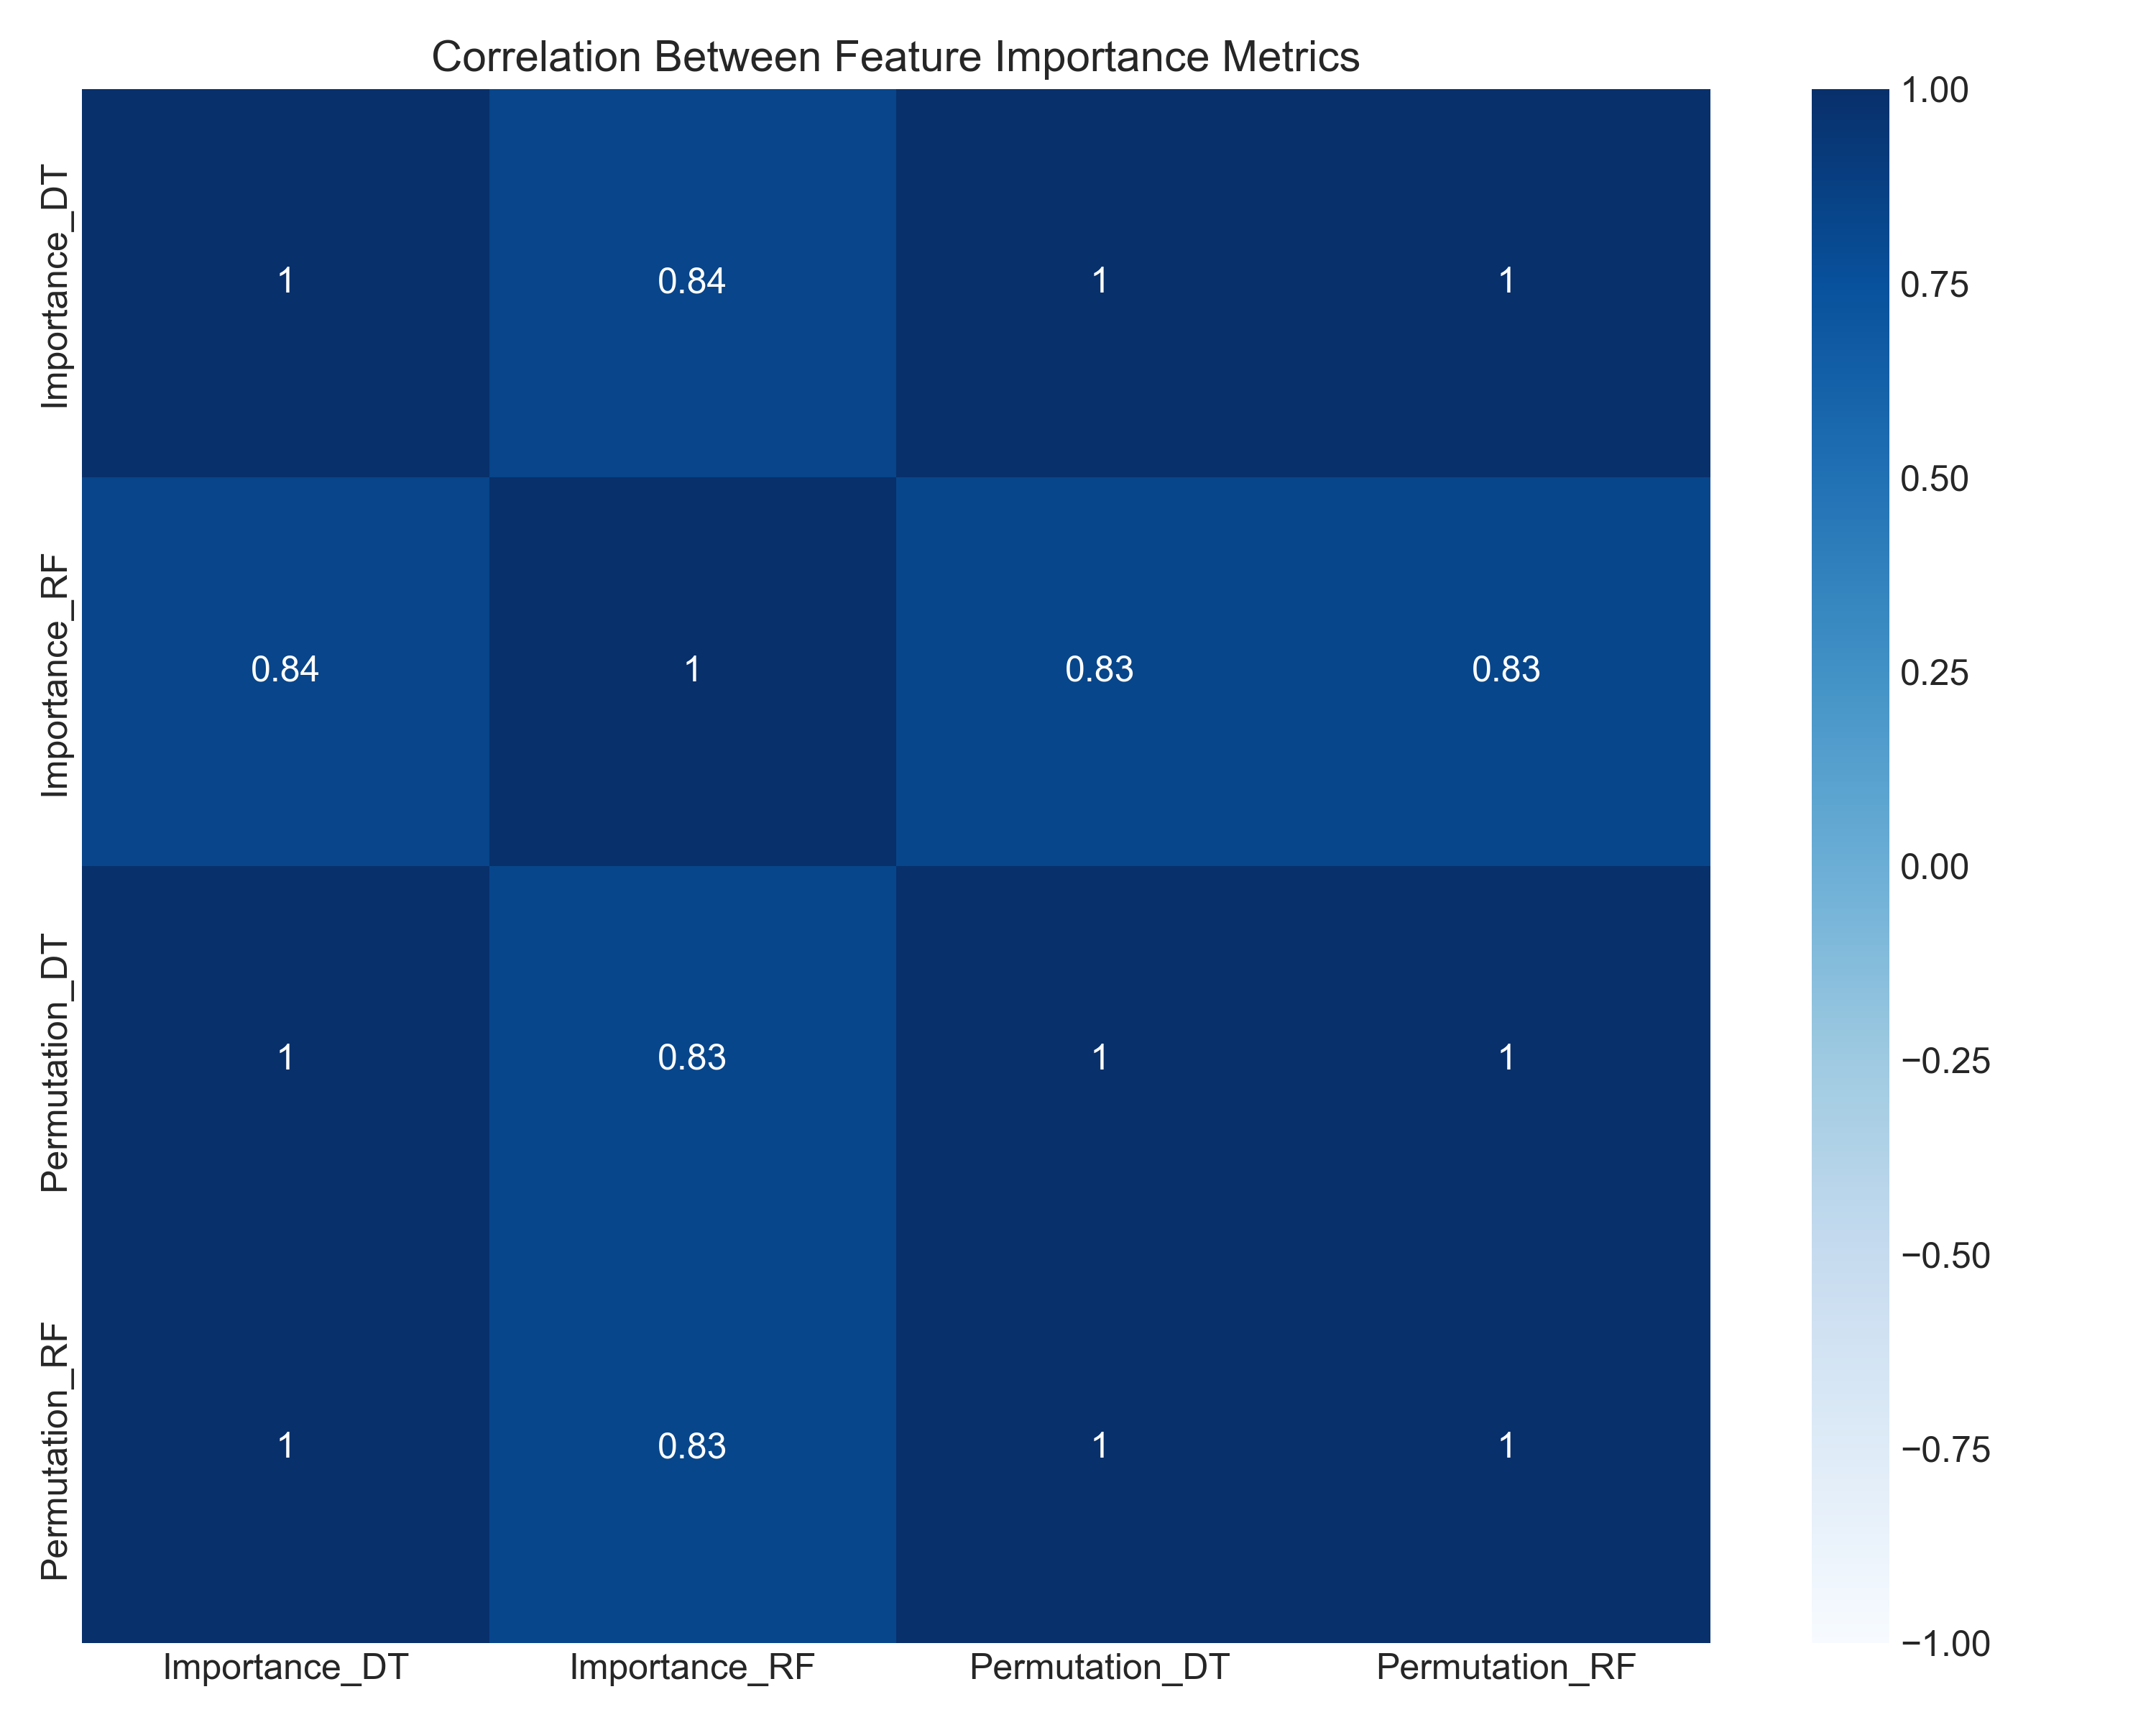 Correlation Between Feature Importance Metrics
Importance_DT
1
0.84
1
1
Importance_RF
0.84
1
0.83
0.83
Permutation_DT
1
0.83
1
1
Permutation_RF
1
0.83
1
1
Importance_DT
Importance_RF
Permutation_DT
Permutation_RF
1.00
0.75
0.50
0.25
0.00
−0.25
−0.50
−0.75
−1.00